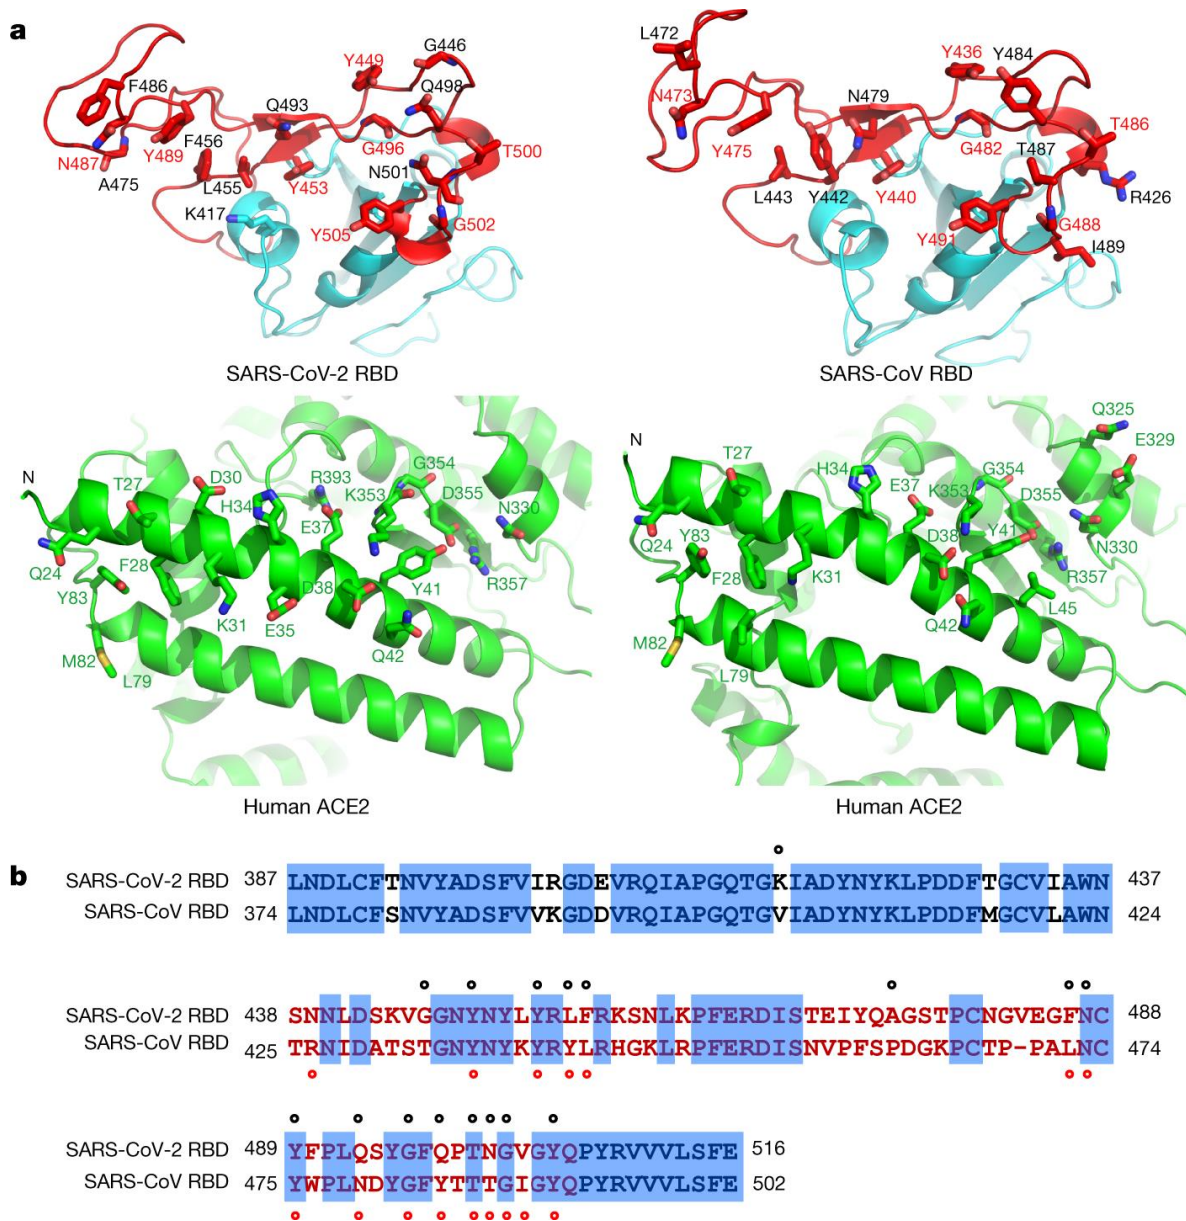 a
L472
Y449
G446
Y436
Y484
F486
Q498
Q493
N473
N479
T486
F456
N487
Y489
G496
T500
G482
T487
Y475
A475
L455
Y453
N501
R426
L443
Y442
Y440
K417
Y505
G502
Y491
G488
I489
SARS-CoV-2 RBD
SARS-CoV RBD
N
T27
D30
R393
G354
H34
K353
D355
E37
N330
Q24
F28
D38
Y41
R357
Y83
K31
E35
Q42
M82
L79
Human ACE2
Q325
N
E329
T27
H34
G354
E37
K353
D355
Q24
Y83
D38
Y41
N330
F28
K31
R357
L45
Q42
M82
L79
Human ACE2
b
SARS-CoV-2 RBD 387 LNDLCFTNVYADSFVIRGDEVRQIAPGQTGKIADYNYKLPDDFTGCVIAWN 437
SARS-CoV RBD 374 LNDLCFSNVYADSFVVKGDDVRQIAPGQTGVIADYNYKLPDDFMGCVLAWN 424
SARS-CoV-2 RBD 438 SNNLDSKVGGNYNYLYRLFRKSNLKPFERDISTEIYQAGSTPCNGVEGFNC 488
SARS-CoV RBD 425 TRNIDATSTGNYNYKYRYLRHGKLRPFERDISNVPFSPDGKPCTP-PALNC 474
SARS-CoV-2 RBD 489 YFPLQSYGFQPTNGVGYQPYRVVVLSFE 516
SARS-CoV RBD 475 YWPLNDYGFYTTTGIGYQPYRVVVLSFE 502